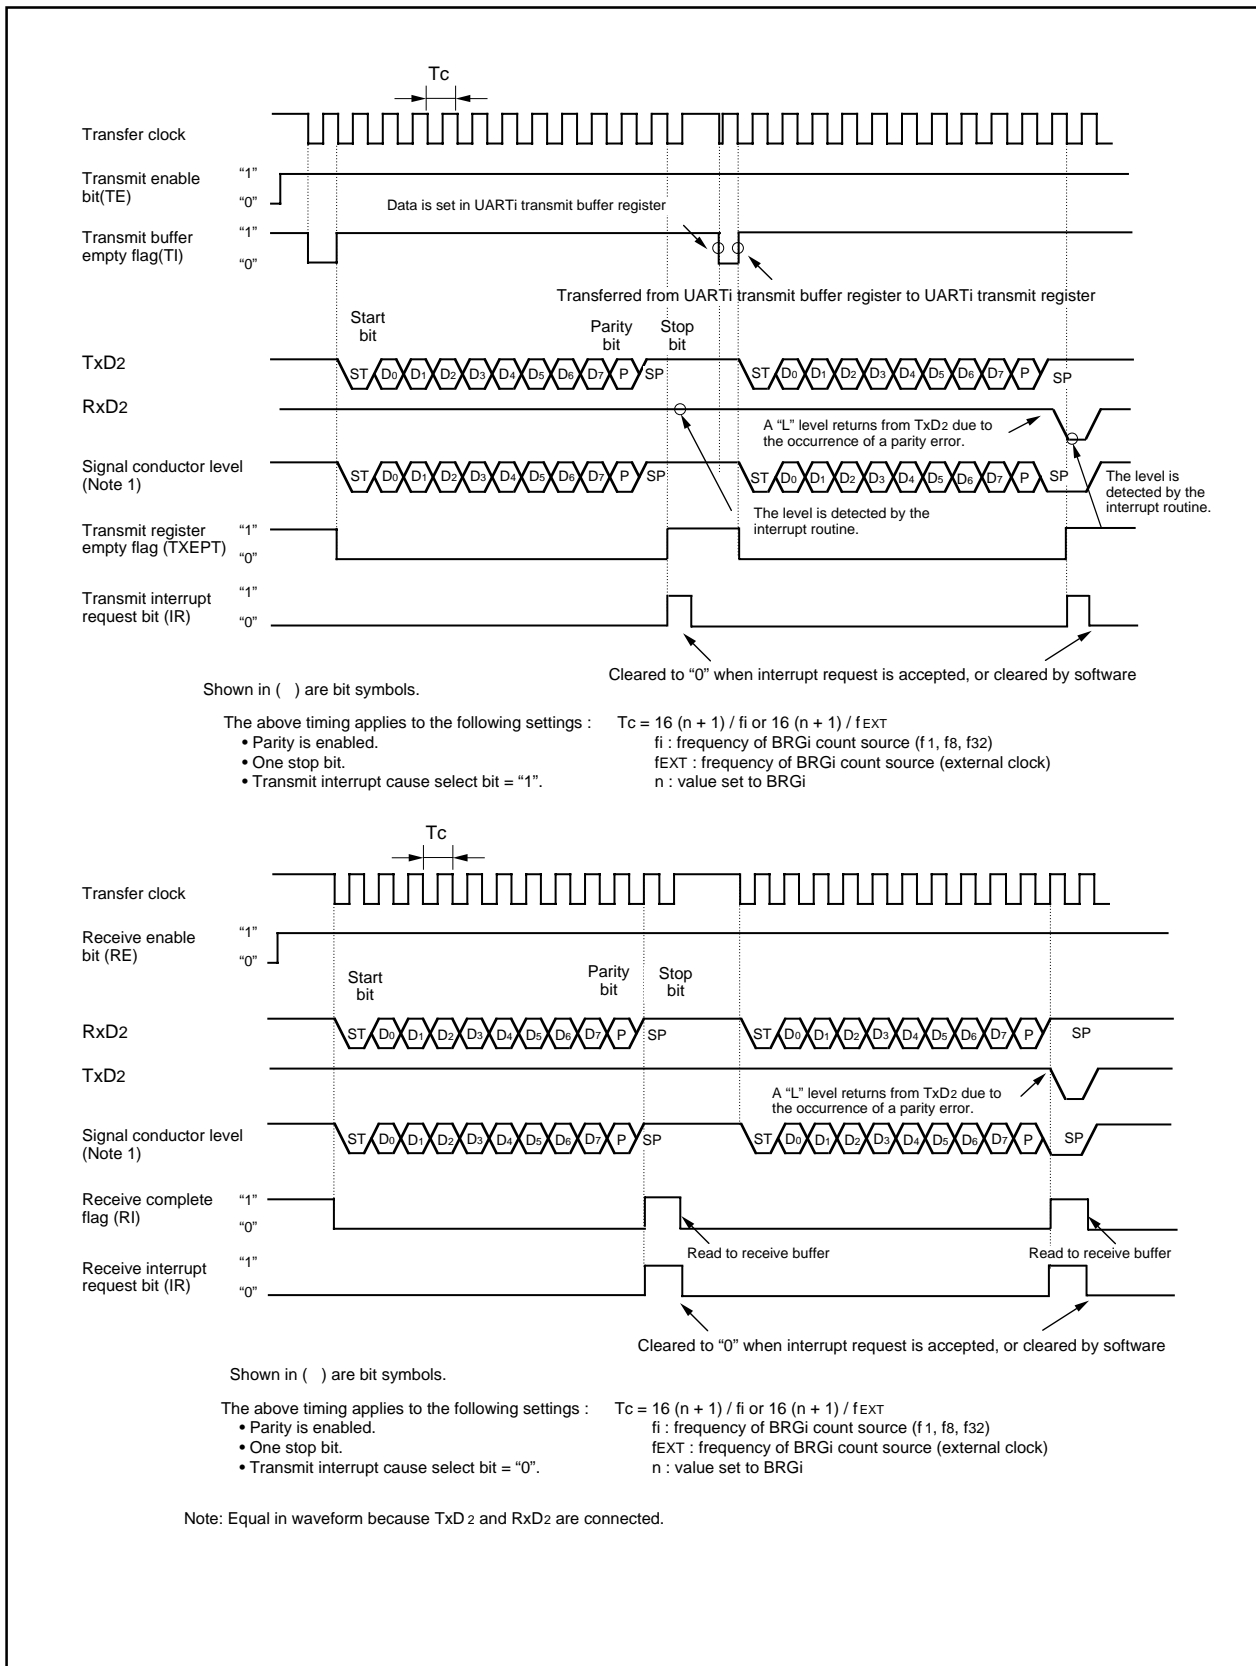 Tc
Transfer clock
Transmit enable
bit(TE)
“1”
“0”
Data is set in UARTi transmit buffer register
Transmit buffer
empty flag(TI)
“1”
“0”
Transferred from UARTi transmit buffer register to UARTi transmit register
Start
bit
Parity
bit
Stop
bit
TxD2
ST D0 D1 D2 D3 D4 D5 D6 D7 P SP
ST D0 D1 D2 D3 D4 D5 D6 D7 P SP
RxD2
A “L” level returns from TxD2 due to
the occurrence of a parity error.
Signal conductor level
(Note 1)
ST D0 D1 D2 D3 D4 D5 D6 D7 P SP
ST D0 D1 D2 D3 D4 D5 D6 D7 P SP
The level is
detected by the
interrupt routine.
The level is detected by the
interrupt routine.
Transmit register
empty flag (TXEPT)
“1”
“0”
Transmit interrupt
request bit (IR)
“1”
“0”
Cleared to “0” when interrupt request is accepted, or cleared by software
Shown in ( ) are bit symbols.
The above timing applies to the following settings :
• Parity is enabled.
• One stop bit.
• Transmit interrupt cause select bit = “1”.
Tc = 16 (n + 1) / fi or 16 (n + 1) / fEXT
fi : frequency of BRGi count source (f1, f8, f32)
fEXT : frequency of BRGi count source (external clock)
n : value set to BRGi
Tc
Transfer clock
Receive enable
bit (RE)
“1”
“0”
Start
bit
Parity
bit
Stop
bit
RxD2
ST D0 D1 D2 D3 D4 D5 D6 D7 P SP
ST D0 D1 D2 D3 D4 D5 D6 D7 P SP
TxD2
A “L” level returns from TxD2 due to
the occurrence of a parity error.
Signal conductor level
(Note 1)
ST D0 D1 D2 D3 D4 D5 D6 D7 P SP
ST D0 D1 D2 D3 D4 D5 D6 D7 P SP
Receive complete
flag (RI)
“1”
“0”
Read to receive buffer
Read to receive buffer
Receive interrupt
request bit (IR)
“1”
“0”
Cleared to “0” when interrupt request is accepted, or cleared by software
Shown in ( ) are bit symbols.
The above timing applies to the following settings :
• Parity is enabled.
• One stop bit.
• Transmit interrupt cause select bit = “0”.
Tc = 16 (n + 1) / fi or 16 (n + 1) / fEXT
fi : frequency of BRGi count source (f1, f8, f32)
fEXT : frequency of BRGi count source (external clock)
n : value set to BRGi
Note: Equal in waveform because TxD2 and RxD2 are connected.